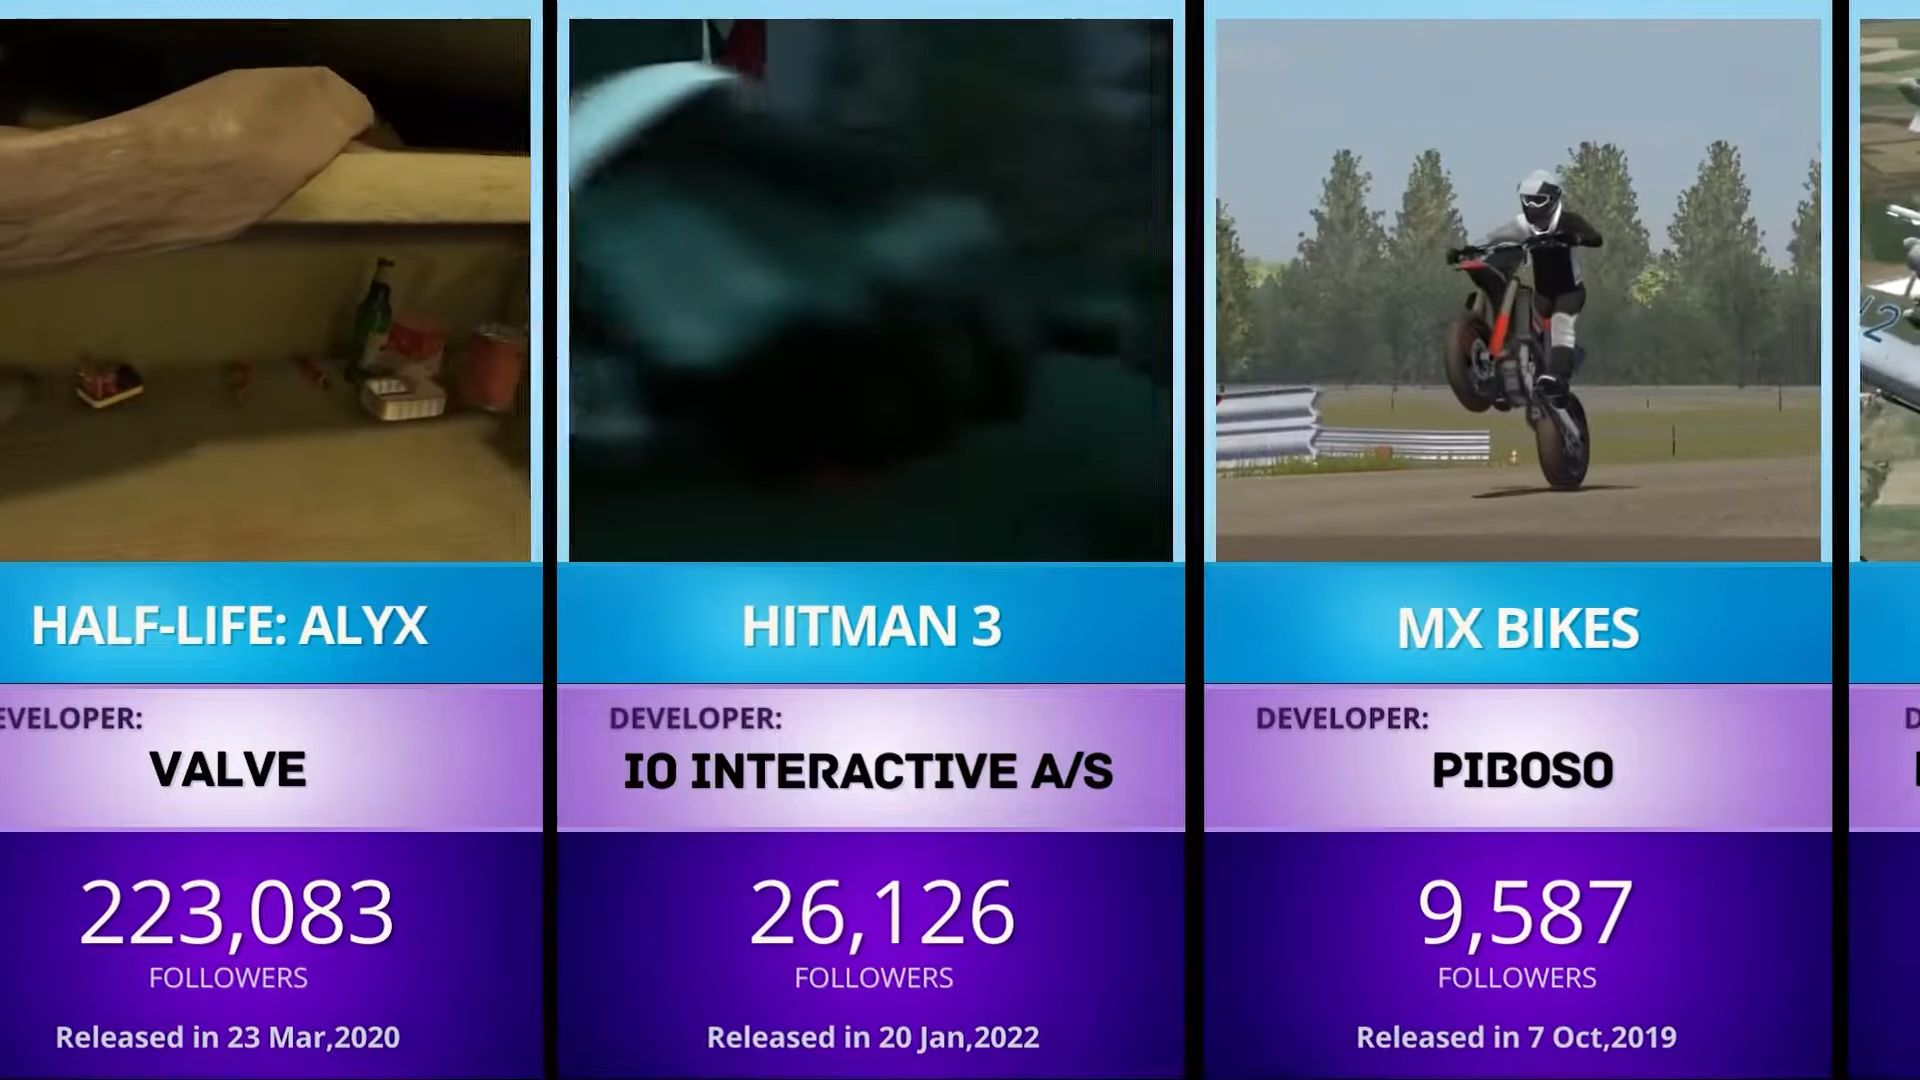 HALF-LIFE: ALYX
EVELOPER:
VALVE
223,083
FOLLOWERS
Released in 23 Mar,2020
HITMAN 3
DEVELOPER:
IO INTERACTIVE A/S
26,126
FOLLOWERS
Released in 20 Jan,2022
MX BIKES
DEVELOPER:
PIBOSO
9,587
FOLLOWERS
Released in 7 Oct,2019